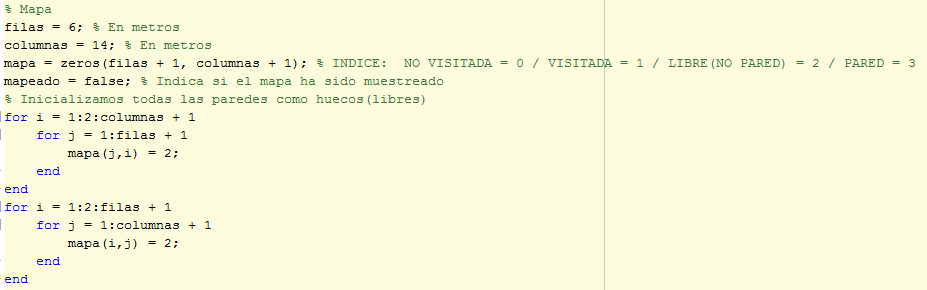 % Mapa
filas = 6; % En metros
columnas = 14; % En metros
mapa = zeros(filas + 1, columnas + 1); % INDICE:  NO VISITADA = 0 / VISITADA = 1 / LIBRE(NO PARED) = 2 / PARED = 3
mapeado = false; % Indica si el mapa ha sido muestreado
% Inicializamos todas las paredes como huecos(libres)
for i = 1:2:columnas + 1
    for j = 1:filas + 1
        mapa(j,i) = 2;
    end
end
for i = 1:2:filas + 1
    for j = 1:columnas + 1
        mapa(i,j) = 2;
    end
end